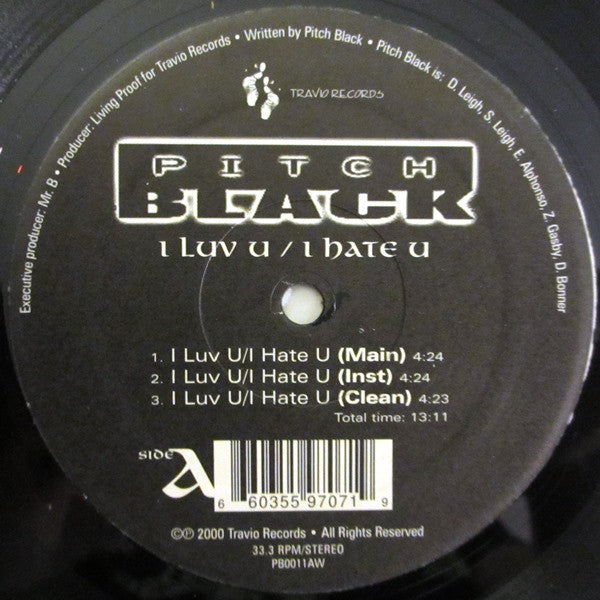 Executive producer: Mr. B • Producer: Living Proof for Travio Records • Written by Pitch Black • Pitch Black is: D. Leigh, S. Leigh, E. Alphonso, Z. Gasby, D. Bonner
TRAVIO RECORDS
PITCH
BLACK
I LUV U / I HATE U
1. I Luv U/I Hate U (Main) 4:24
2. I Luv U/I Hate U (Inst) 4:24
3. I Luv U/I Hate U (Clean) 4:23
Total time: 13:11
SIDE A
6 60355 97071 9
©℗ 2000 Travio Records • All Rights Reserved
33.3 RPM/STEREO
PB0011AW